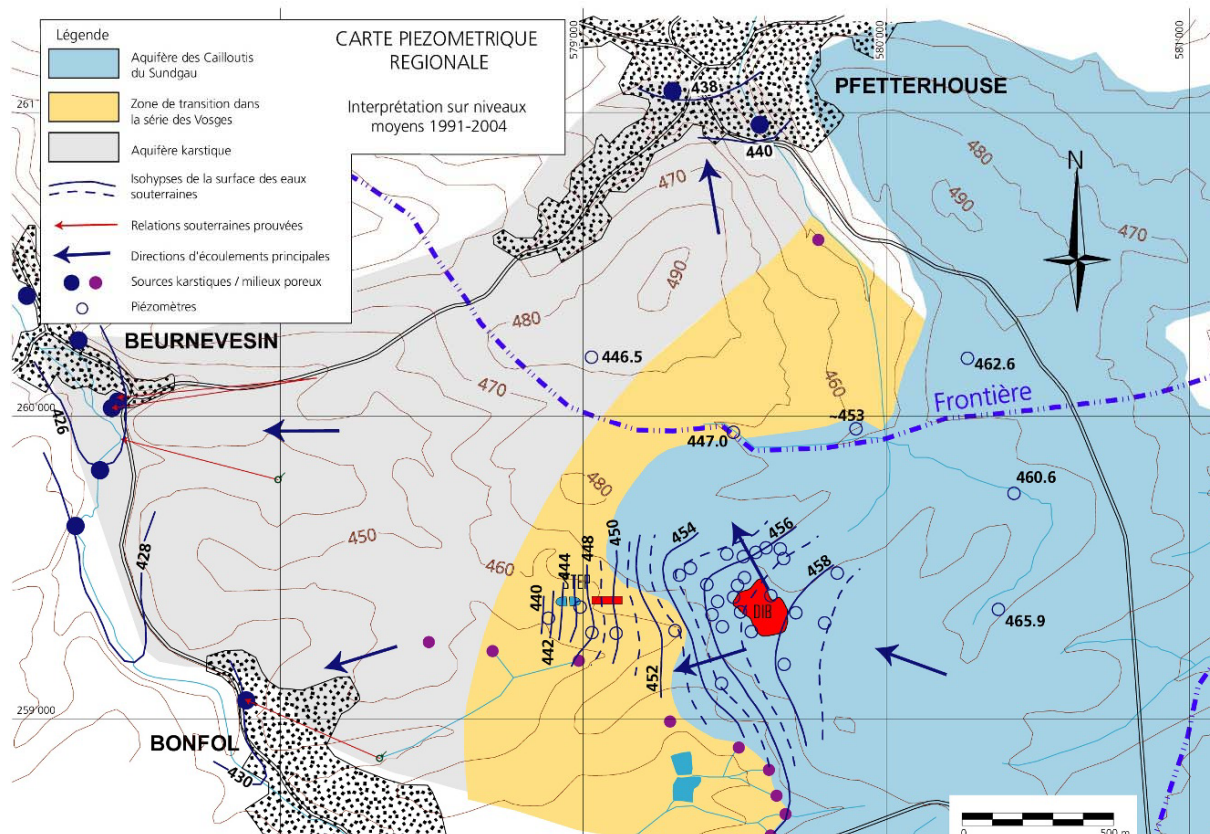 Légende
Aquifère des Cailloutis
du Sundgau
Zone de transition dans
la série des Vosges
Aquifère karstique
Isohypses de la surface des eaux
souterraines
Relations souterraines prouvées
Directions d'écoulements principales
Sources karstiques / milieux poreux
Piézomètres
CARTE PIEZOMETRIQUE
REGIONALE
Interprétation sur niveaux
moyens 1991-2004
579'000
580'000
581'000
261
438
PFETTERHOUSE
440
480
N
470
490
470
490
480
BEURNEVESIN
446.5
462.6
470
460
Frontière
260'000
426
~453
447.0
480
460.6
450
450
454
456
428
448
458
460
444
STEP
440
DIB
465.9
442
452
259'000
BONFOL
430
0
500 m